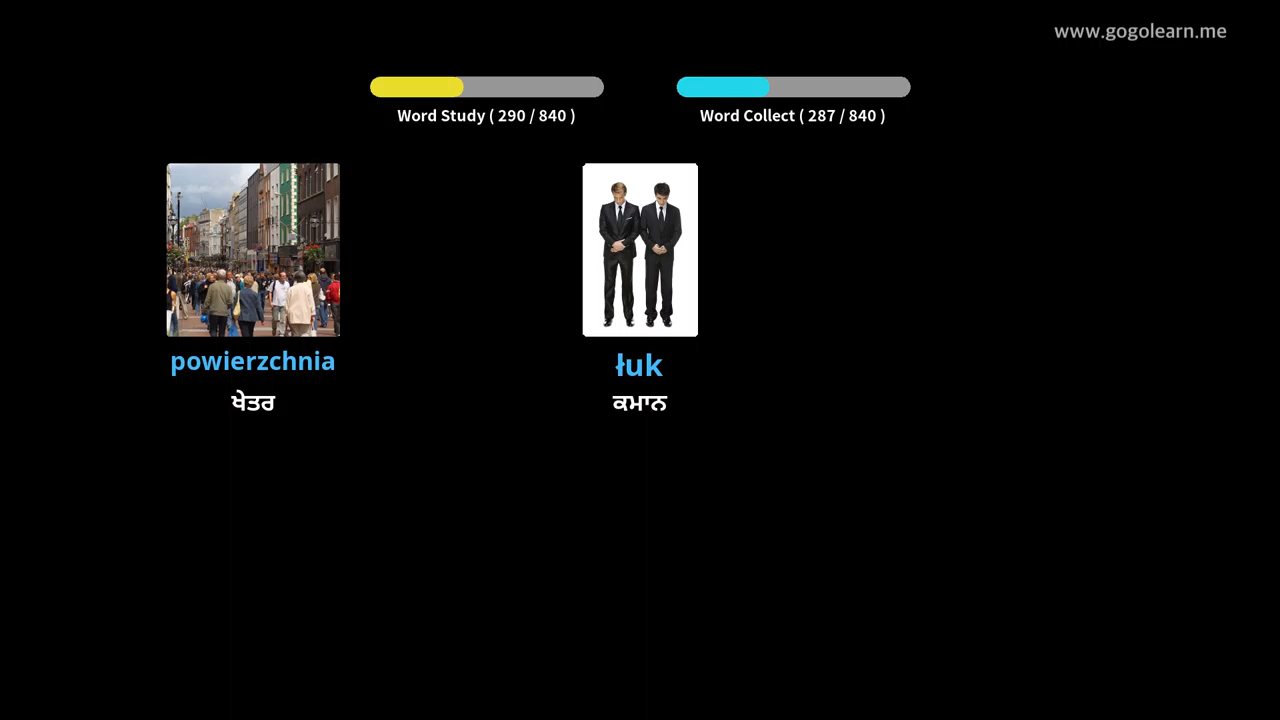 www.gogolearn.me
Word Study ( 290 / 840 )
Word Collect ( 287 / 840 )
powierzchnia
ਖੇਤਰ
łuk
ਕਮਾਨ